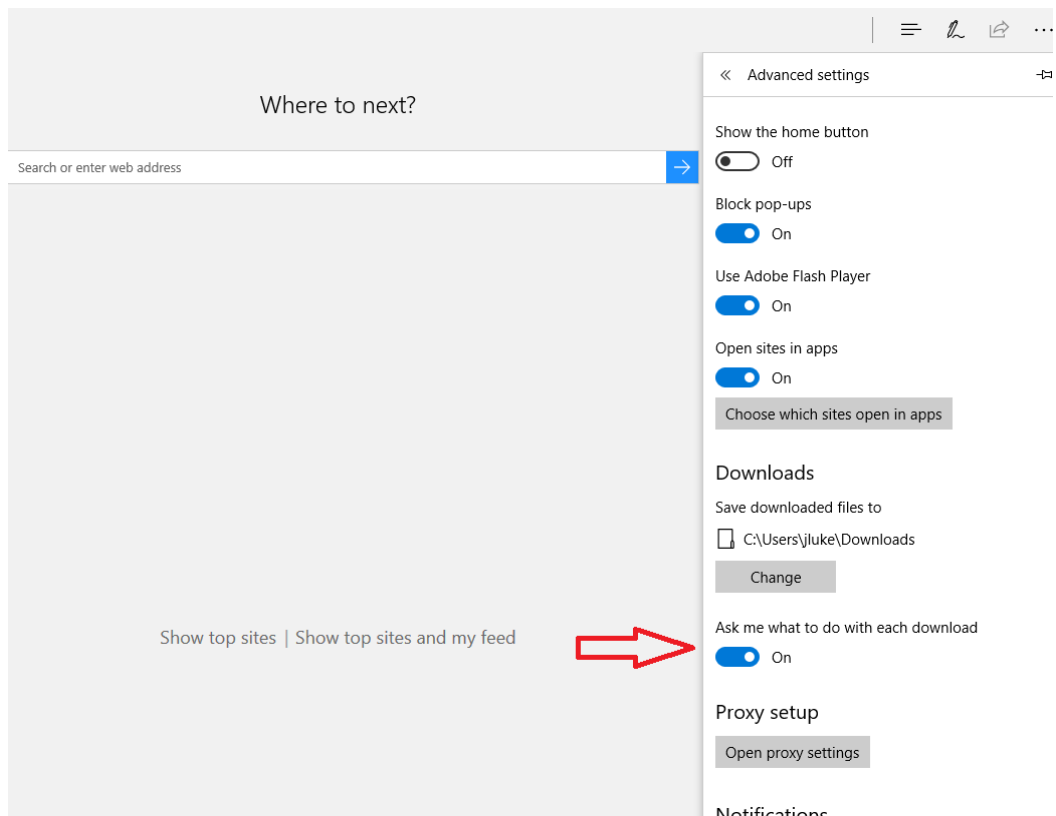 Advanced settings
Where to next?
Search or enter web address
Show top sites | Show top sites and my feed
Show the home button
Off
Block pop-ups
On
Use Adobe Flash Player
On
Open sites in apps
On
Choose which sites open in apps
Downloads
Save downloaded files to
C:\Users\jluke\Downloads
Change
Ask me what to do with each download
On
Proxy setup
Open proxy settings
Notifications